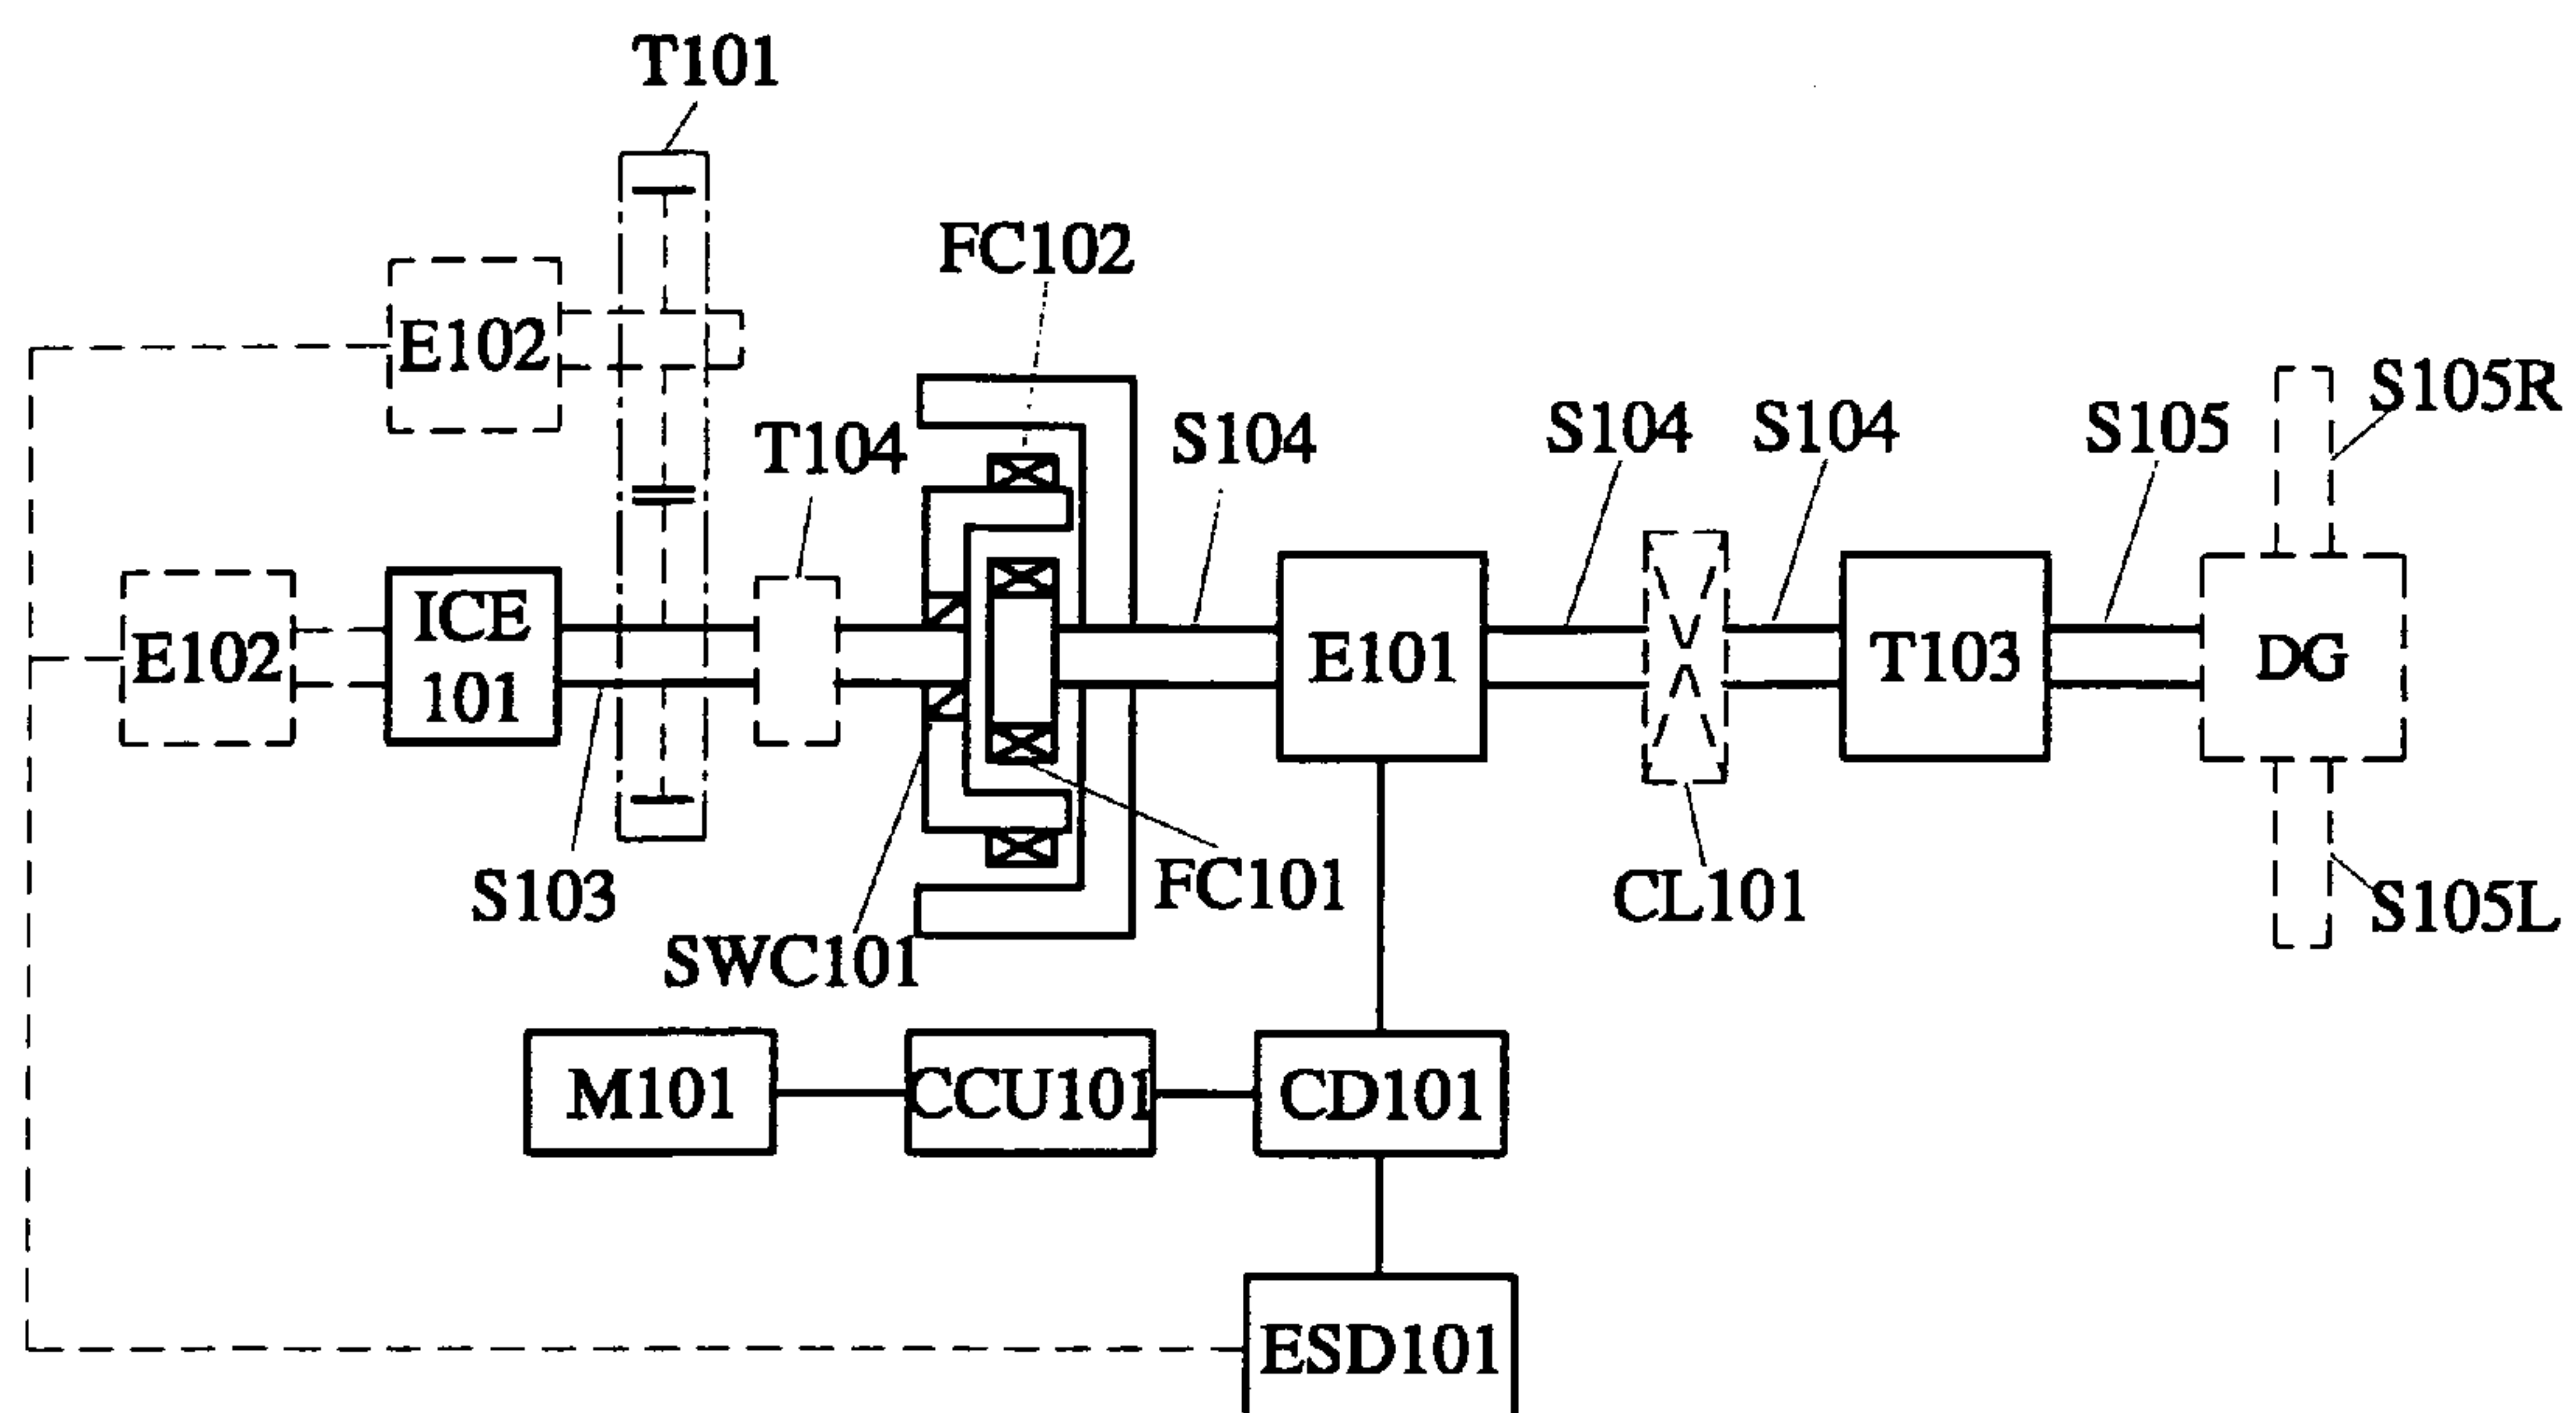 T101
FC102
E102
S105R
T104
S104
S104
S104
S105
ICE
101
E102
E101
T103
DG
S103
FC101
CL101
S105L
SWC101
M101
CCU101
CD101
ESD101